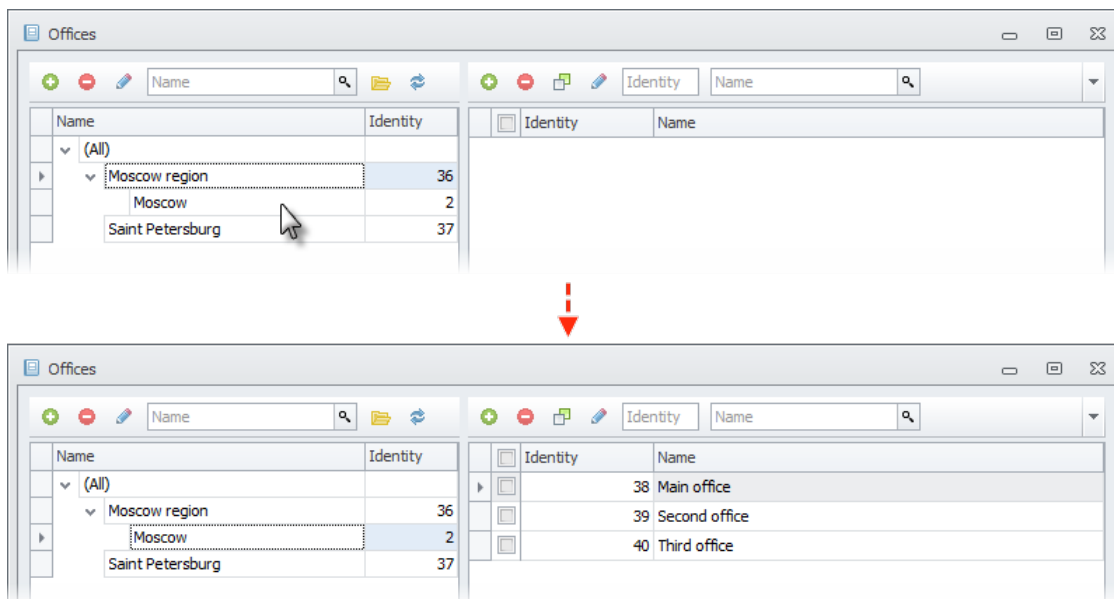 Offices
Name Identity Name
Name Identity Identity Name
(All)
Moscow region 36
Moscow 2
Saint Petersburg 37
Offices
Name Identity Name
Name Identity Identity Name
(All) 38 Main office
Moscow region 36 39 Second office
Moscow 2 40 Third office
Saint Petersburg 37